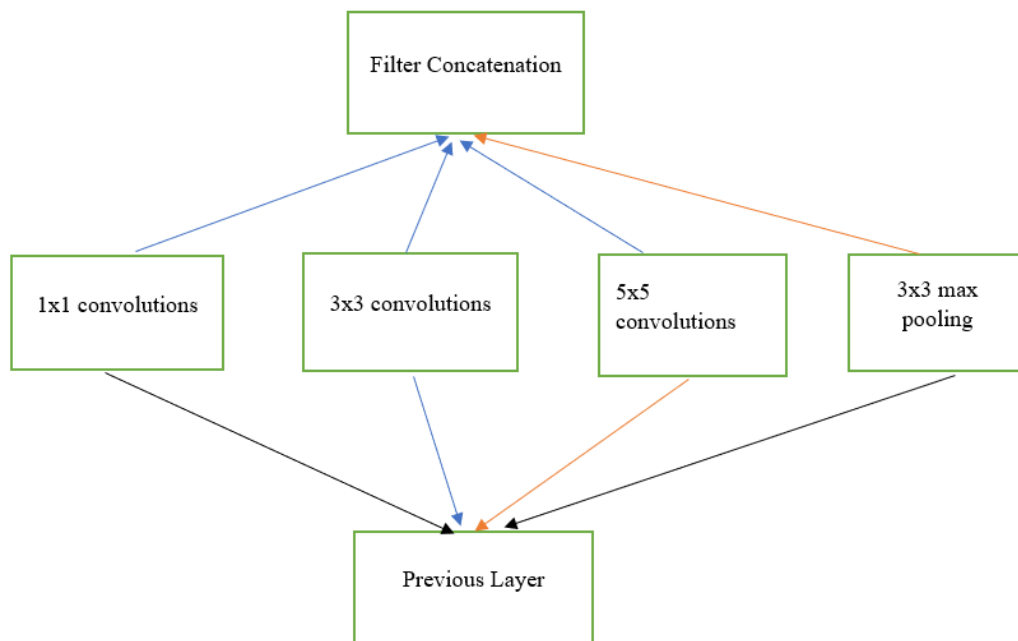 Filter Concatenation
1x1 convolutions
3x3 convolutions
5x5
convolutions
3x3 max
pooling
Previous Layer